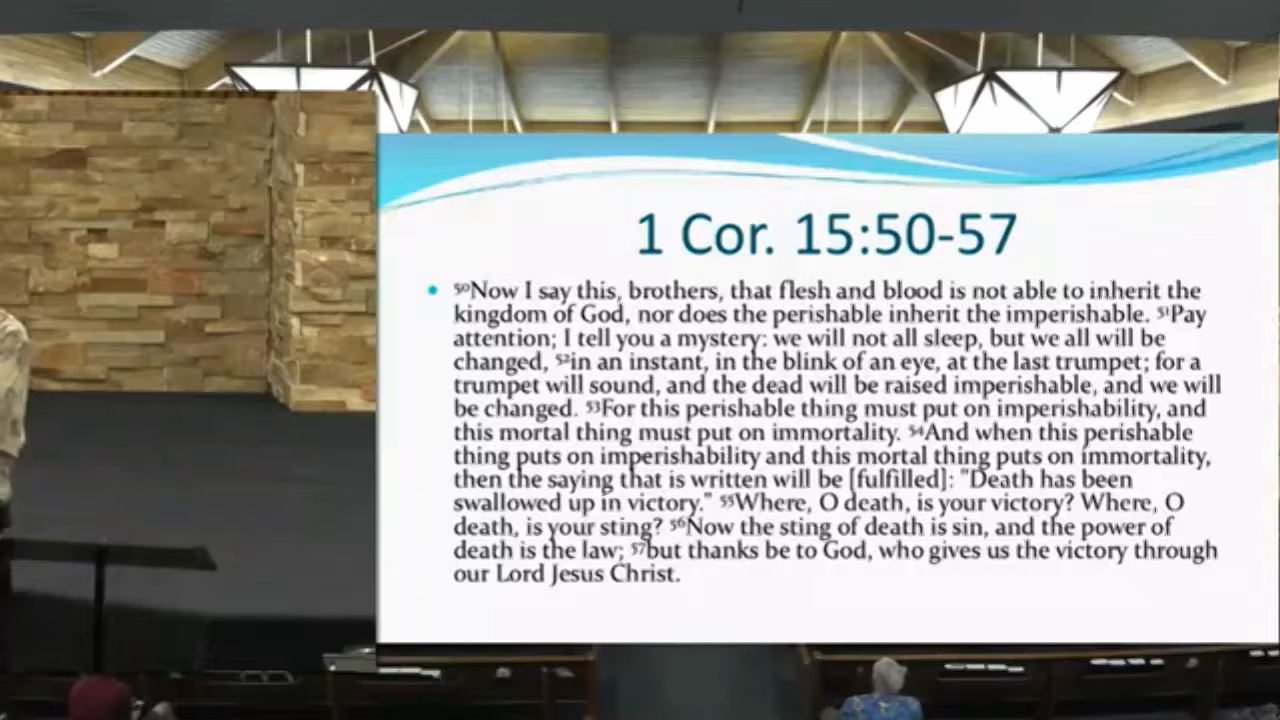 1 Cor. 15:50-57
• ⁵⁰Now I say this, brothers, that flesh and blood is not able to inherit the
kingdom of God, nor does the perishable inherit the imperishable. ⁵¹Pay
attention; I tell you a mystery: we will not all sleep, but we all will be
changed, ⁵²in an instant, in the blink of an eye, at the last trumpet; for a
trumpet will sound, and the dead will be raised imperishable, and we will
be changed. ⁵³For this perishable thing must put on imperishability, and
this mortal thing must put on immortality. ⁵⁴And when this perishable
thing puts on imperishability and this mortal thing puts on immortality,
then the saying that is written will be [fulfilled]: "Death has been
swallowed up in victory." ⁵⁵Where, O death, is your victory? Where, O
death, is your sting? ⁵⁶Now the sting of death is sin, and the power of
death is the law; ⁵⁷but thanks be to God, who gives us the victory through
our Lord Jesus Christ.